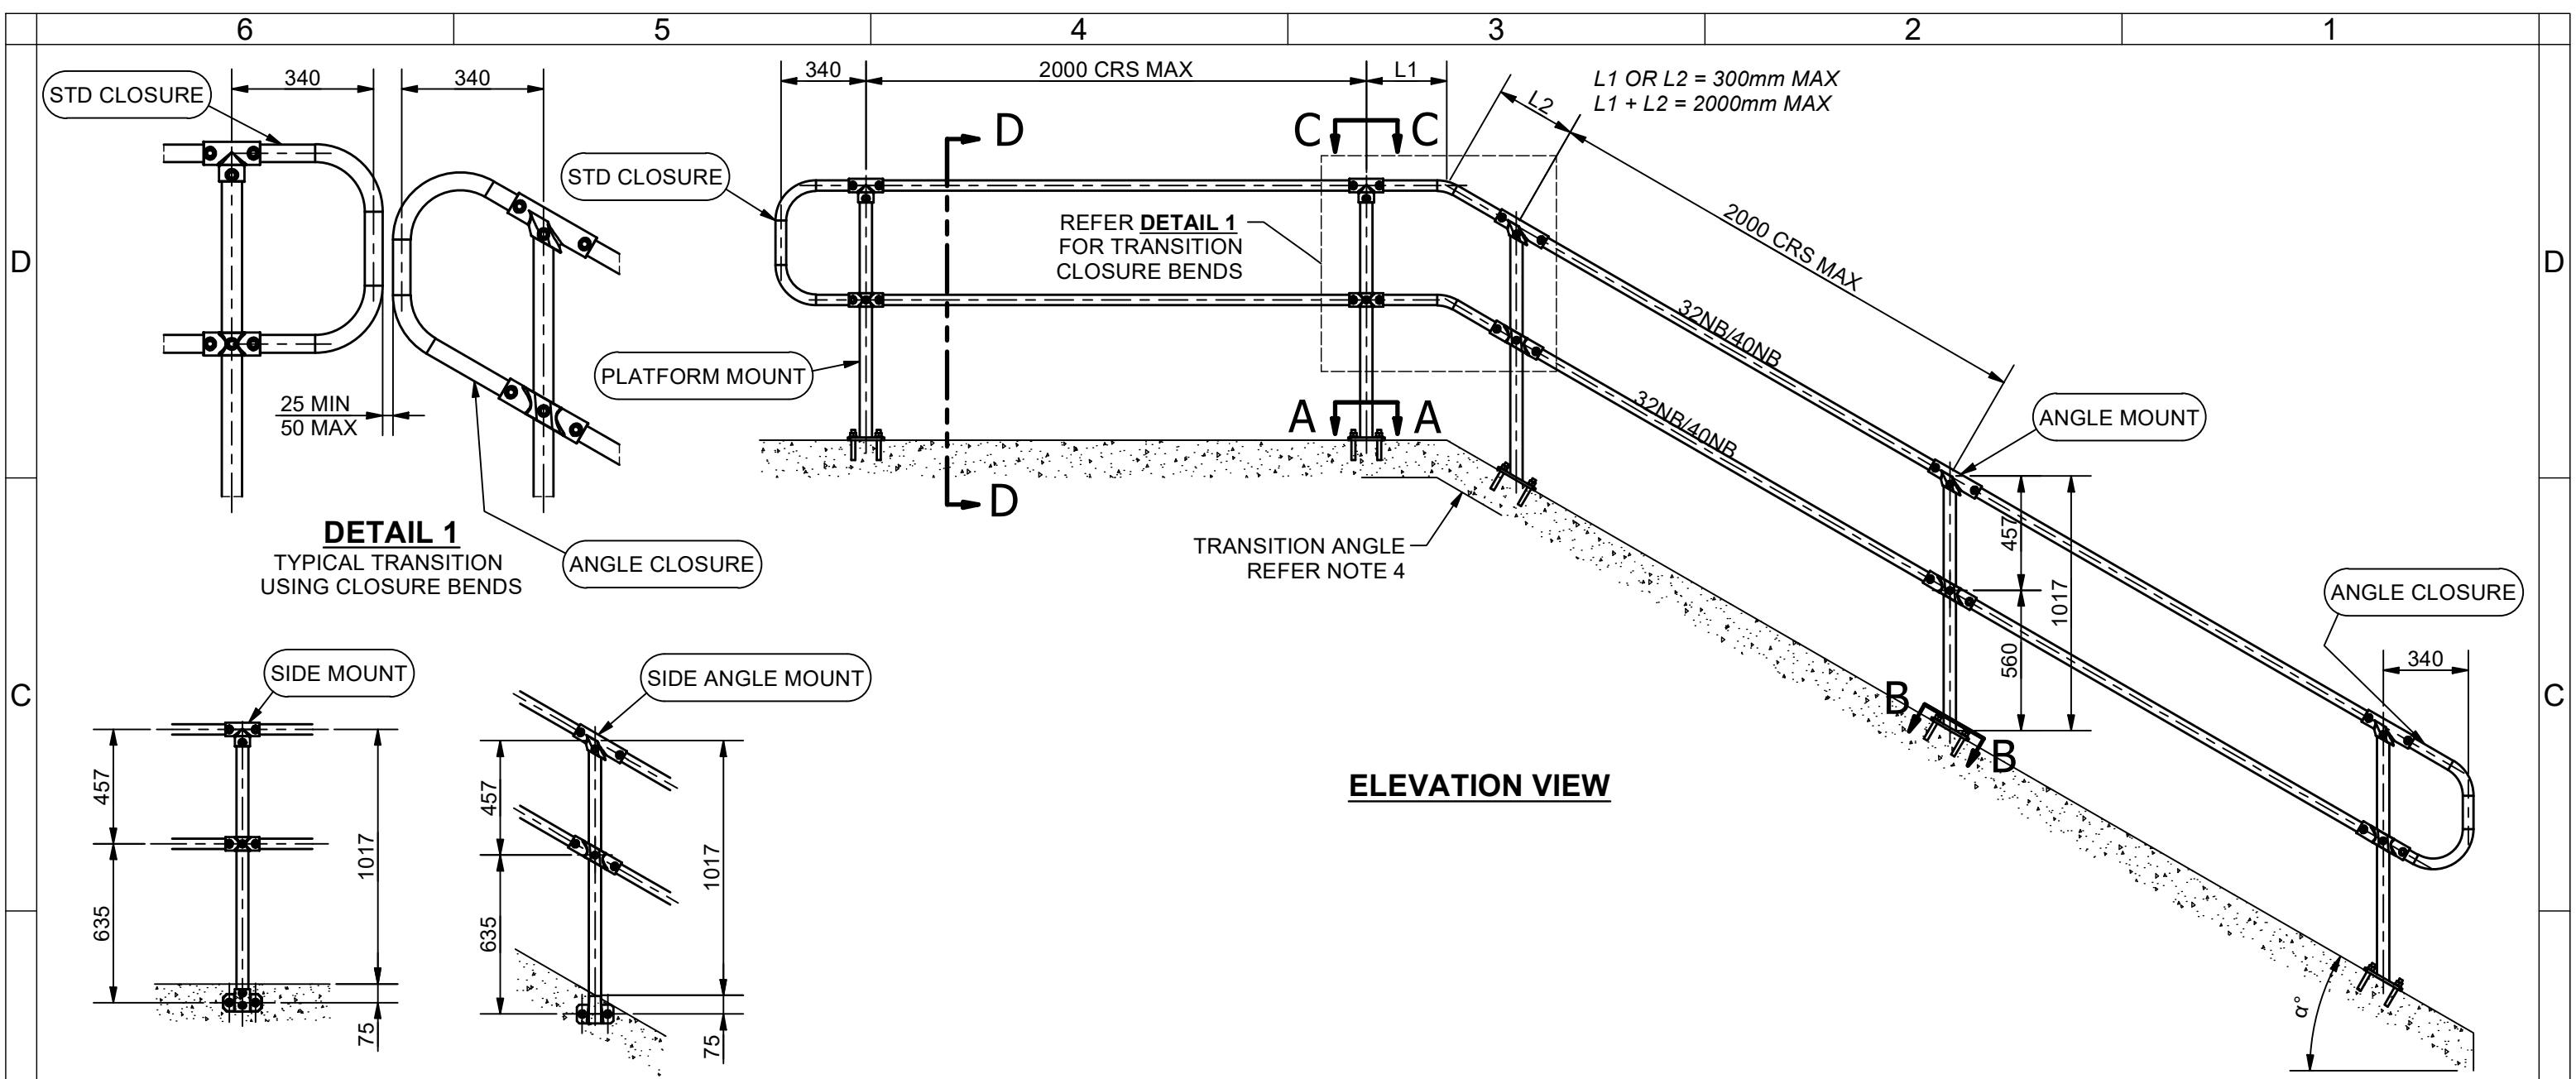 6 5 4 3 2 1
D
D
C
C
STD CLOSURE
340
340
25 MIN
50 MAX
DETAIL 1
TYPICAL TRANSITION
USING CLOSURE BENDS
ANGLE CLOSURE
STD CLOSURE
340
2000 CRS MAX
L1
L2
L1 OR L2 = 300mm MAX
L1 + L2 = 2000mm MAX
D
D
C C
REFER DETAIL 1
FOR TRANSITION
CLOSURE BENDS
PLATFORM MOUNT
A A
2000 CRS MAX
32NB/40NB
32NB/40NB
ANGLE MOUNT
TRANSITION ANGLE
REFER NOTE 4
457
560
1017
B
B
ANGLE CLOSURE
340
α°
ELEVATION VIEW
SIDE MOUNT
457
635
1017
75
SIDE ANGLE MOUNT
457
635
1017
75